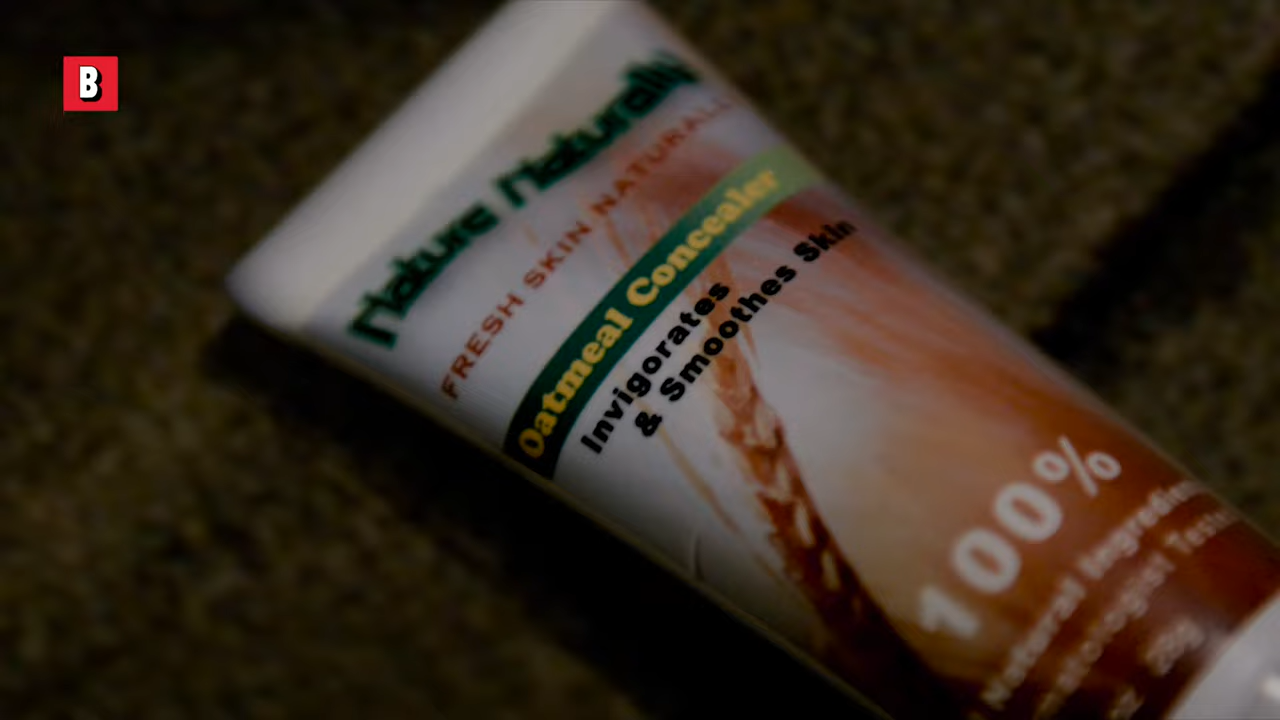 B
Nature Naturally
FRESH SKIN NATURALLY
Oatmeal Concealer
Invigorates
& Smoothes Skin
100%
Natural Ingredients